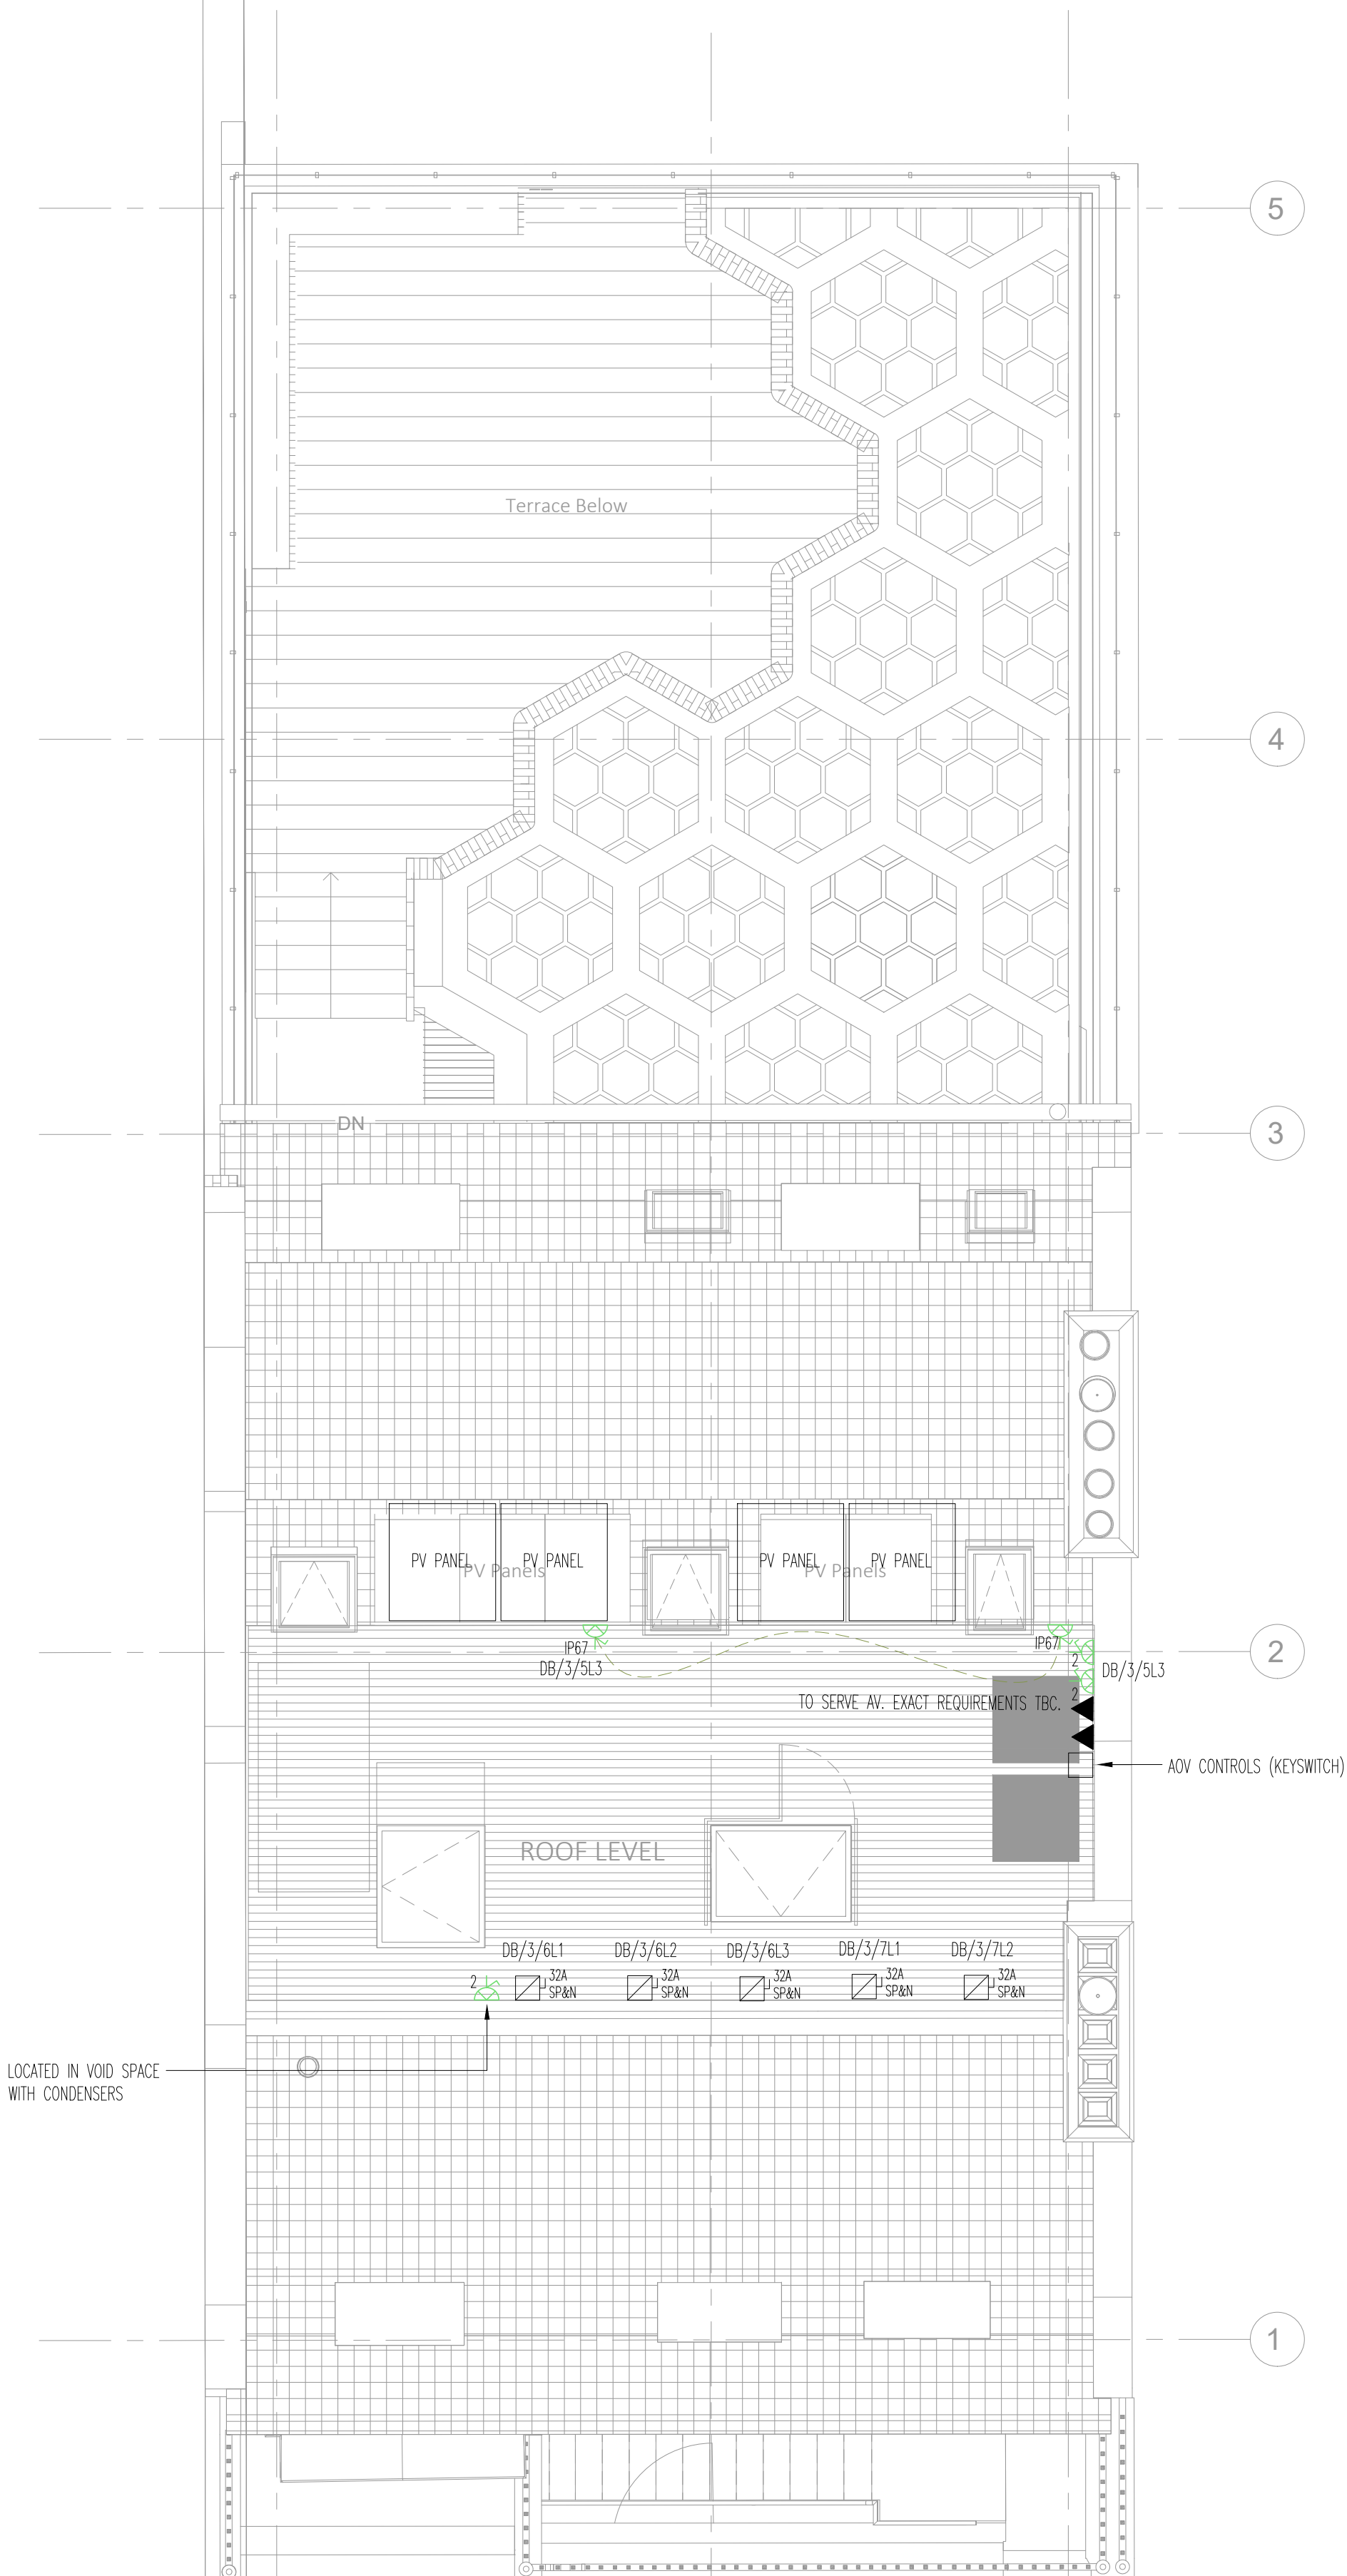 5
Terrace Below
4
DN
3
PV PANEL PV PANEL PV PANEL PV PANEL
PV Panels PV Panels
IP67 IP67
2
DB/3/5L3 2 DB/3/5L3
2
TO SERVE AV. EXACT REQUIREMENTS TBC.
AOV CONTROLS (KEYSWITCH)
ROOF LEVEL
DB/3/6L1 DB/3/6L2 DB/3/6L3 DB/3/7L1 DB/3/7L2
2 32A 32A 32A 32A 32A
SP&N SP&N SP&N SP&N SP&N
LOCATED IN VOID SPACE
WITH CONDENSERS
1